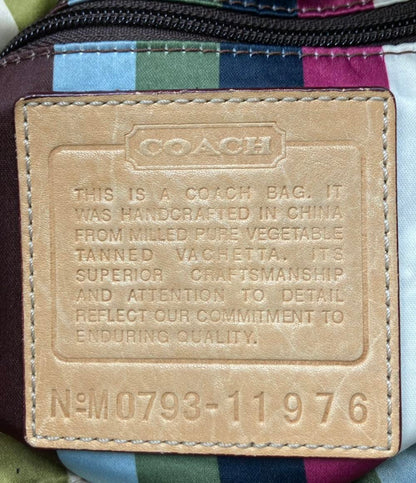 COACH
THIS IS A COACH BAG. IT
WAS HANDCRAFTED IN CHINA
FROM MILLED PURE VEGETABLE
TANNED VACHETTA. ITS
SUPERIOR CRAFTSMANSHIP
AND ATTENTION TO DETAIL
REFLECT OUR COMMITMENT TO
ENDURING QUALITY.
NoM0793-11976